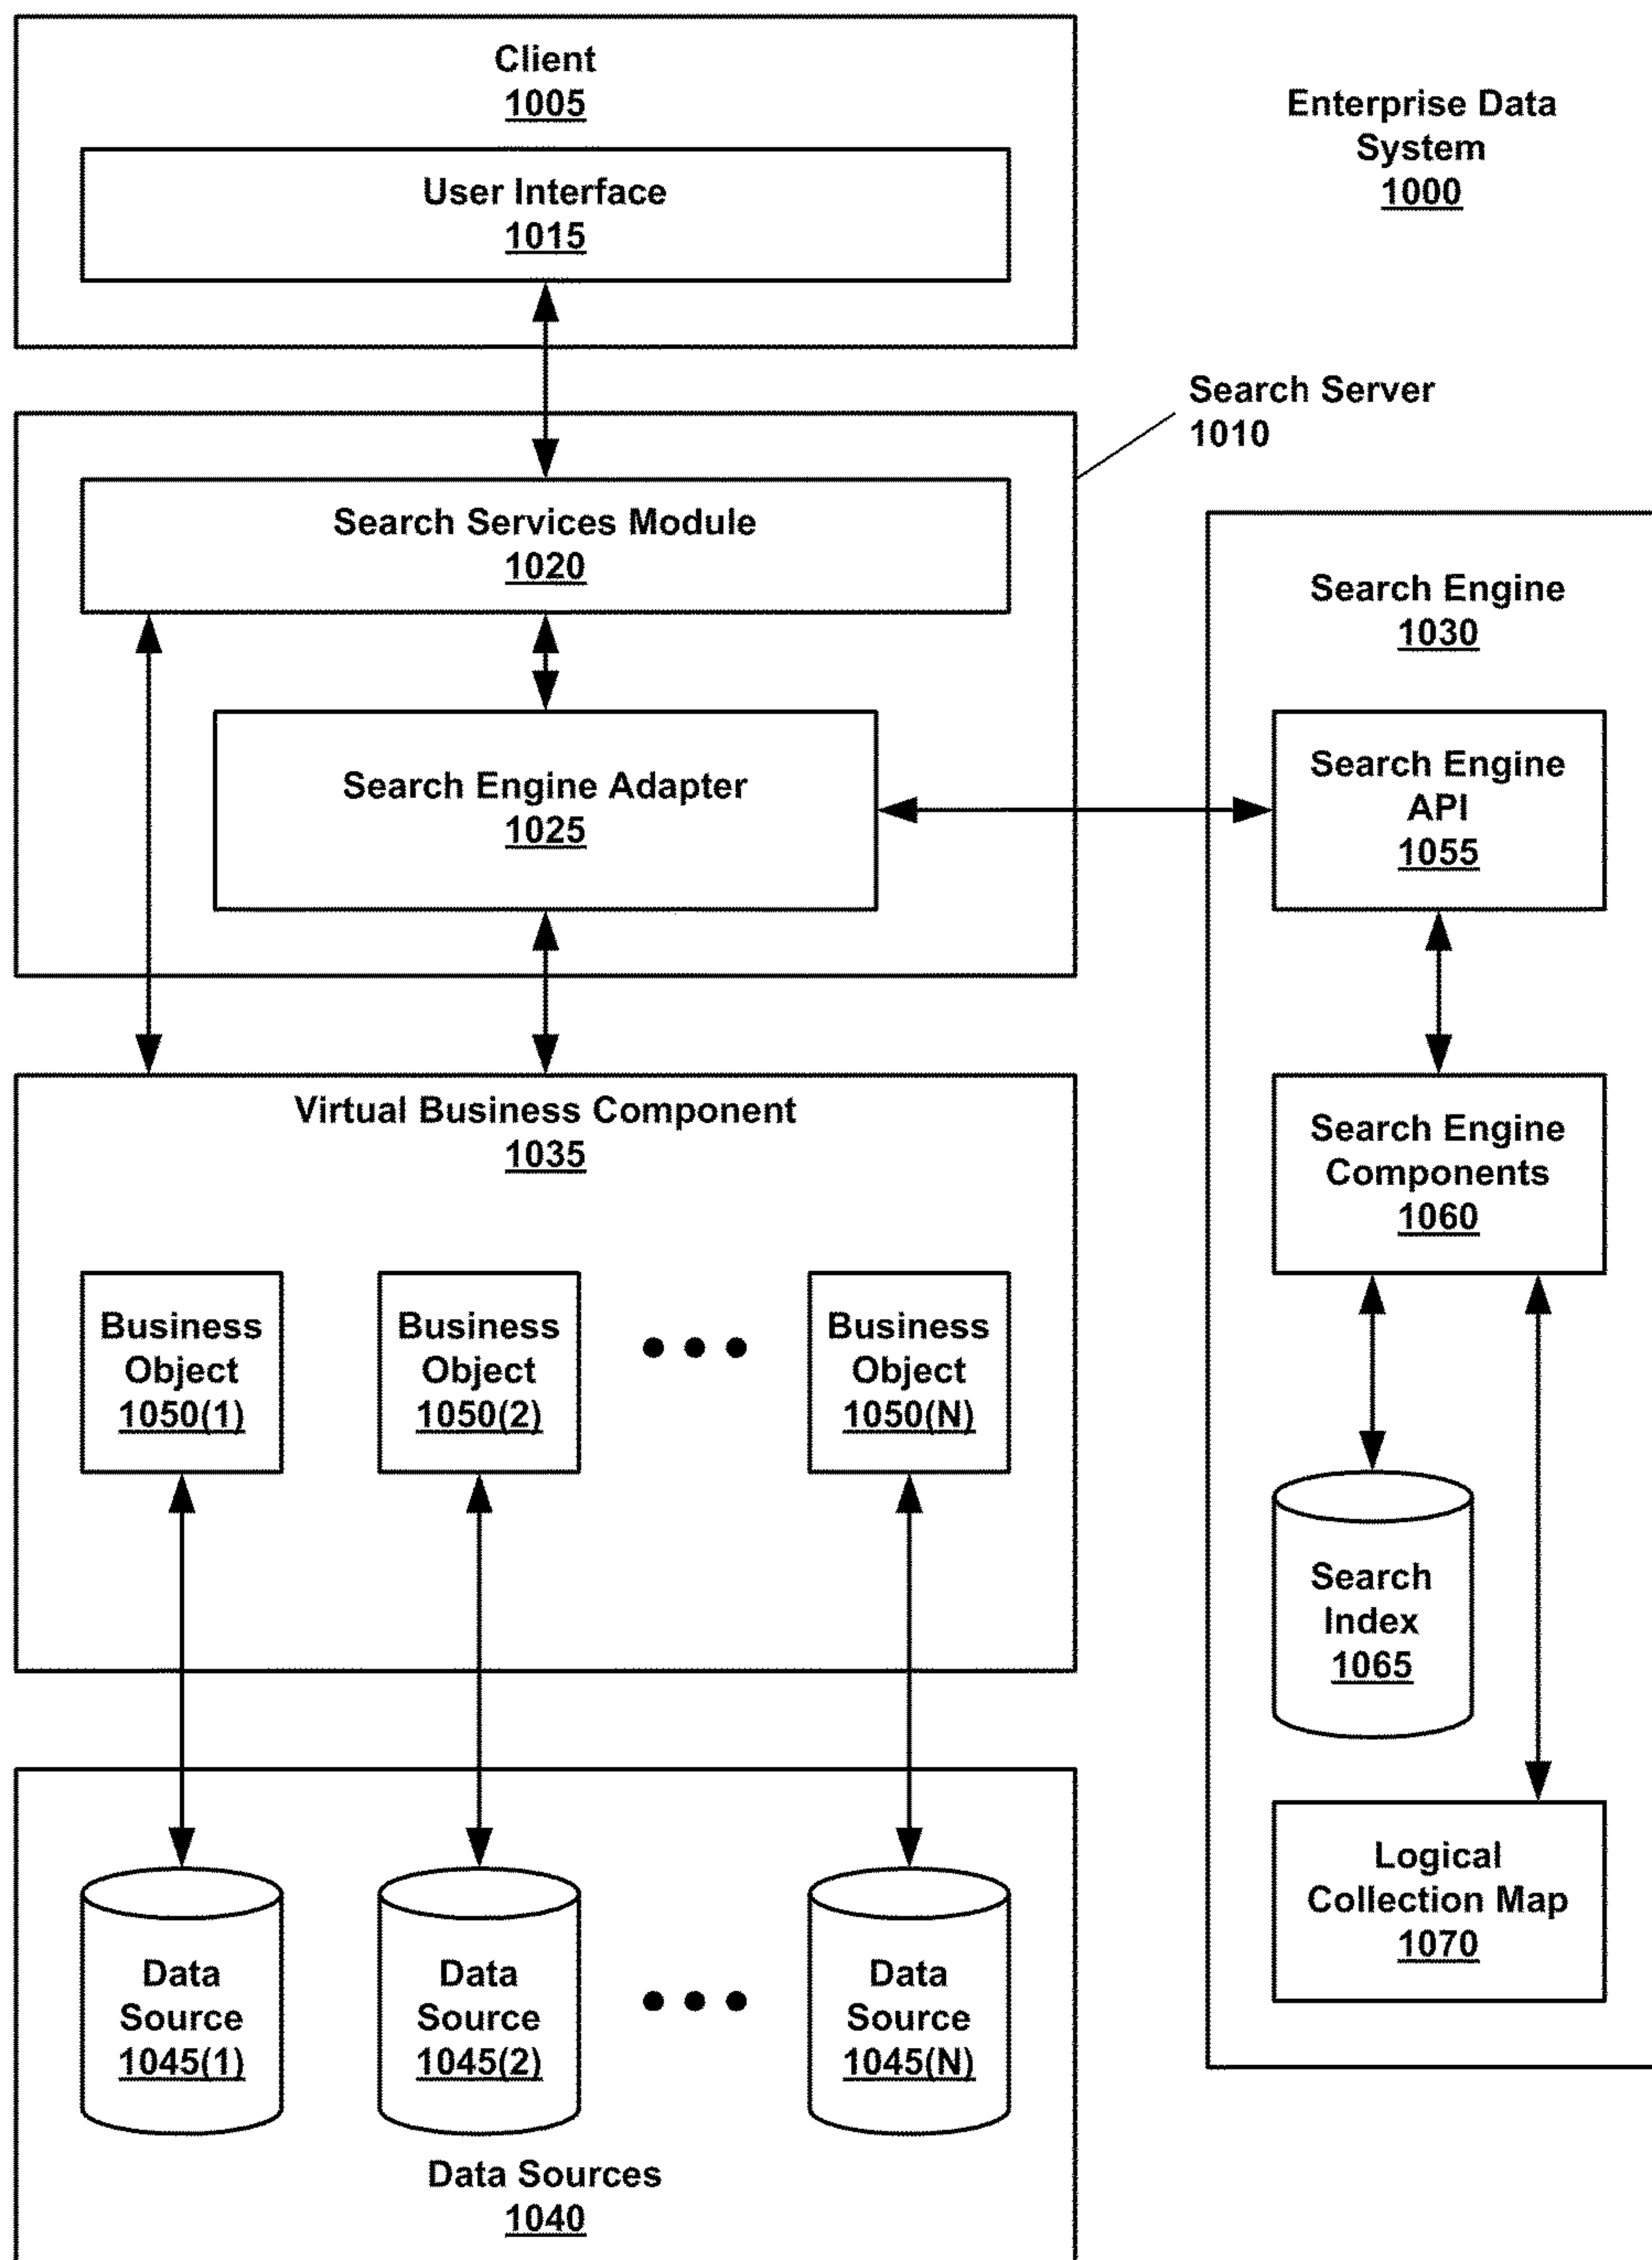 Client
1005
User Interface
1015
Enterprise Data
System
1000
Search Server
1010
Search Services Module
1020
Search Engine Adapter
1025
Search Engine
1030
Search Engine
API
1055
Search Engine
Components
1060
Search
Index
1065
Logical
Collection Map
1070
Virtual Business Component
1035
Business
Object
1050(1)
Business
Object
1050(2)
Business
Object
1050(N)
Data
Source
1045(1)
Data
Source
1045(2)
Data
Source
1045(N)
Data Sources
1040